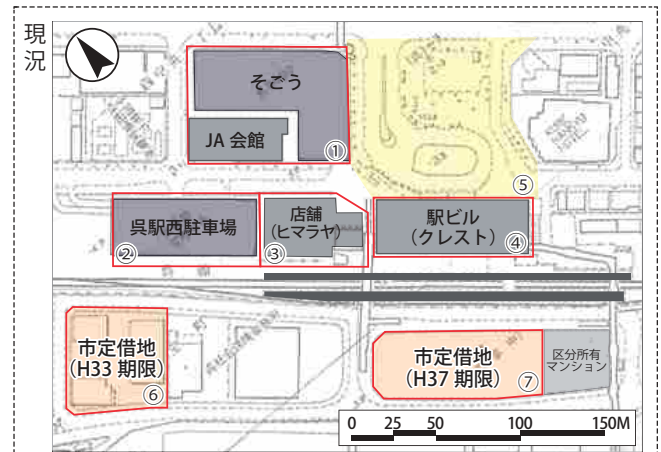 現況
そごう
JA 会館
①
⑤
呉駅西駐車場
②
店舗
(ヒマラヤ)
③
駅ビル
(クレスト)
④
市定借地
(H33 期限)
⑥
市定借地
(H37 期限)
⑦
区分所有
マンション
0 25 50 100 150M